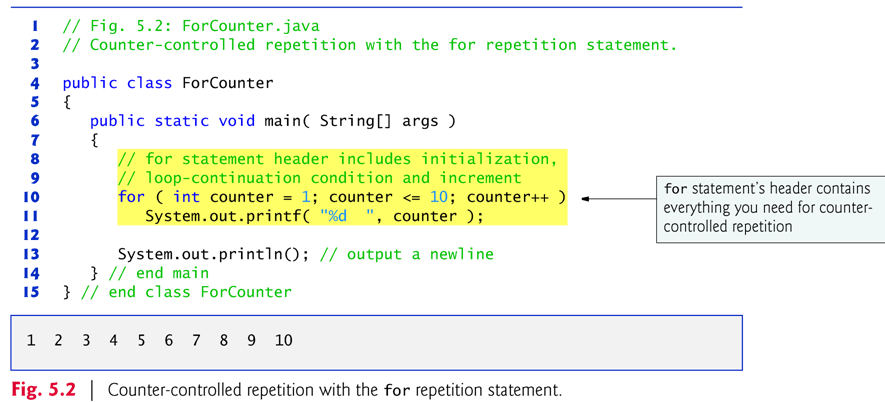 1 // Fig. 5.2: ForCounter.java
2 // Counter-controlled repetition with the for repetition statement.
3
4 public class ForCounter
5 {
6    public static void main( String[] args )
7    {
8       // for statement header includes initialization,
9       // loop-continuation condition and increment
10       for ( int counter = 1; counter <= 10; counter++ )
11          System.out.printf( "%d  ", counter );
12
13       System.out.println(); // output a newline
14    } // end main
15 } // end class ForCounter
for statement's header contains
everything you need for counter-
controlled repetition
1  2  3  4  5  6  7  8  9  10
Fig. 5.2 | Counter-controlled repetition with the for repetition statement.